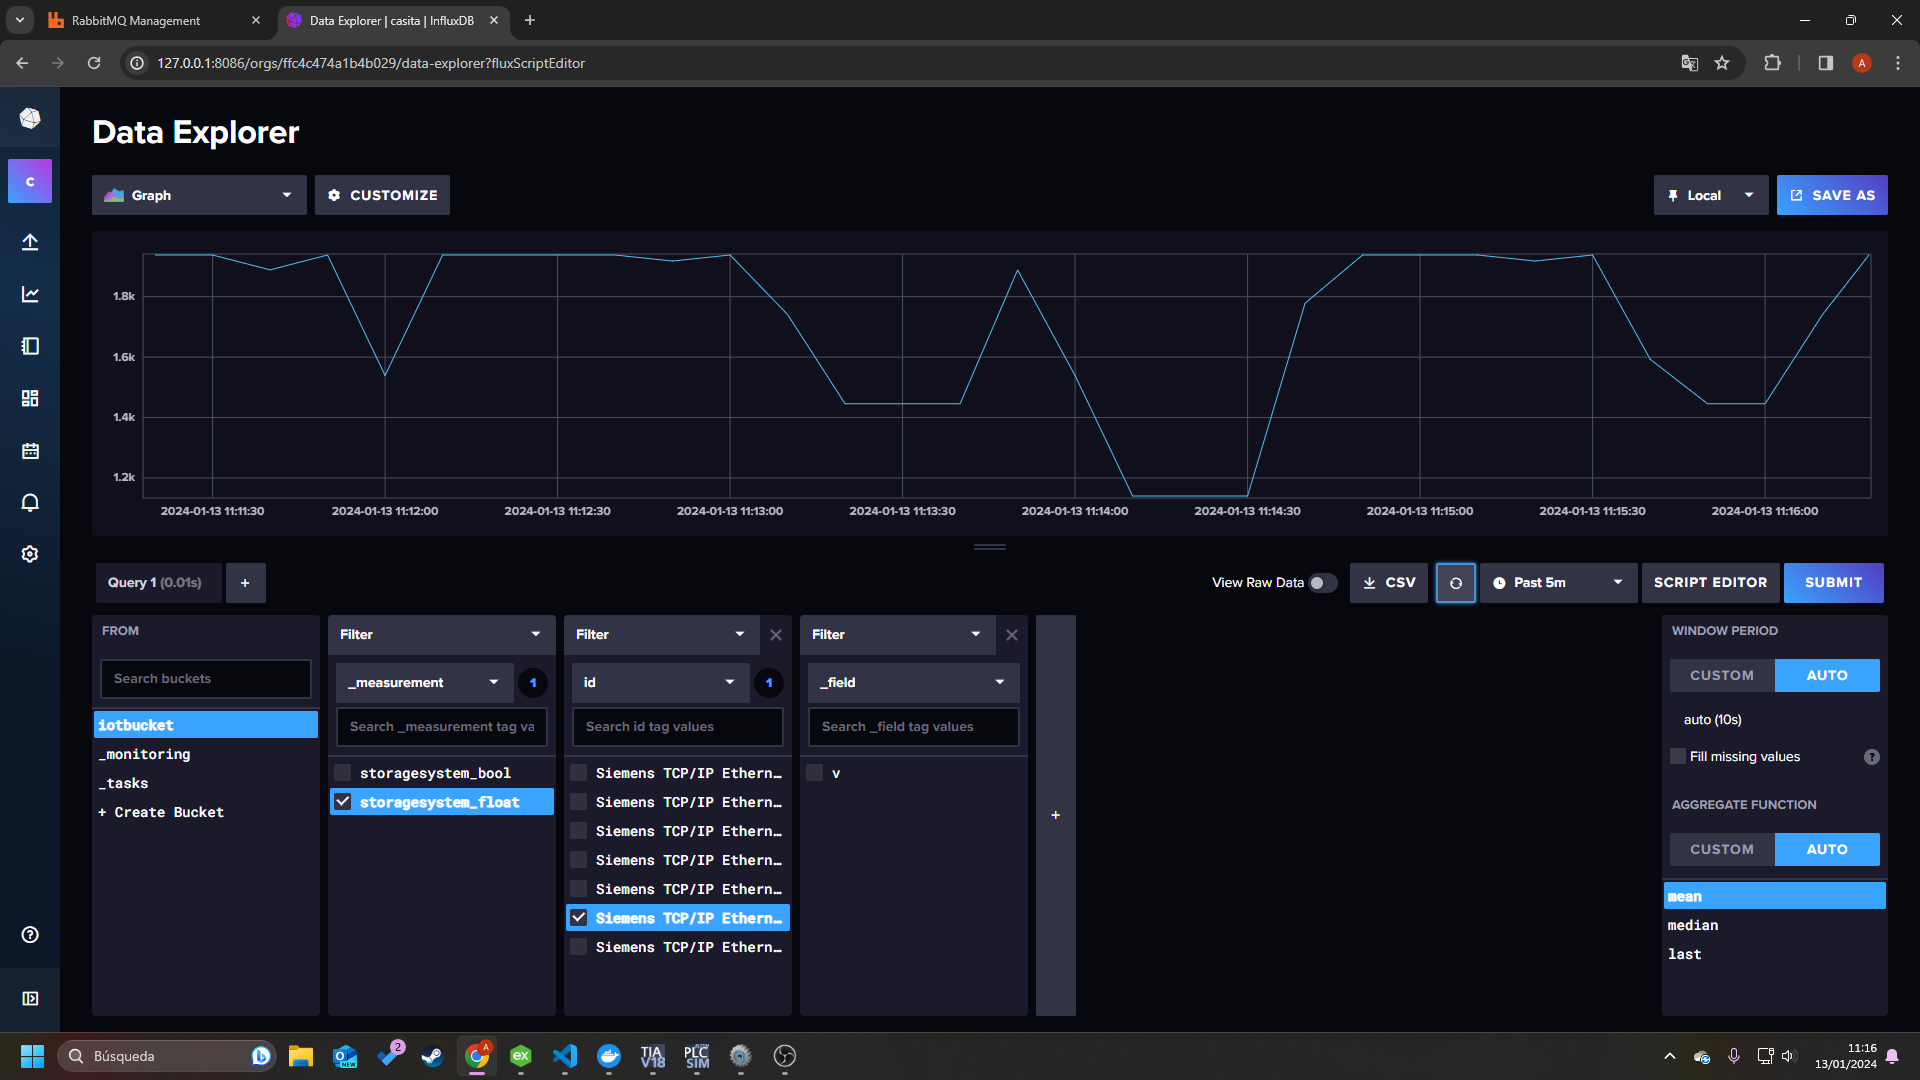 RabbitMQ Management
Data Explorer | casita | InfluxDB
127.0.0.1:8086/orgs/ffc4c474a1b4b029/data-explorer?fluxScriptEditor
A
Data Explorer
C
Graph
CUSTOMIZE
Local
SAVE AS
1.8k
1.6k
1.4k
1.2k
2024-01-13 11:11:30
2024-01-13 11:12:00
2024-01-13 11:12:30
2024-01-13 11:13:00
2024-01-13 11:13:30
2024-01-13 11:14:00
2024-01-13 11:14:30
2024-01-13 11:15:00
2024-01-13 11:15:30
2024-01-13 11:16:00
Query 1 (0.01s)
+
View Raw Data
CSV
Past 5m
SCRIPT EDITOR
SUBMIT
FROM
Search buckets
iotbucket
_monitoring
_tasks
+ Create Bucket
Filter
_measurement
1
Search _measurement tag va
storagesystem_bool
storagesystem_float
Filter
id
1
Search id tag values
Siemens TCP/IP Ethern…
Siemens TCP/IP Ethern…
Siemens TCP/IP Ethern…
Siemens TCP/IP Ethern…
Siemens TCP/IP Ethern…
Siemens TCP/IP Ethern…
Siemens TCP/IP Ethern…
Filter
_field
Search _field tag values
v
+
WINDOW PERIOD
CUSTOM
AUTO
auto (10s)
Fill missing values
?
AGGREGATE FUNCTION
CUSTOM
AUTO
mean
median
last
Búsqueda
NEW
2
A
ex
TIA
V18
PLC
SIM
11:16
13/01/2024